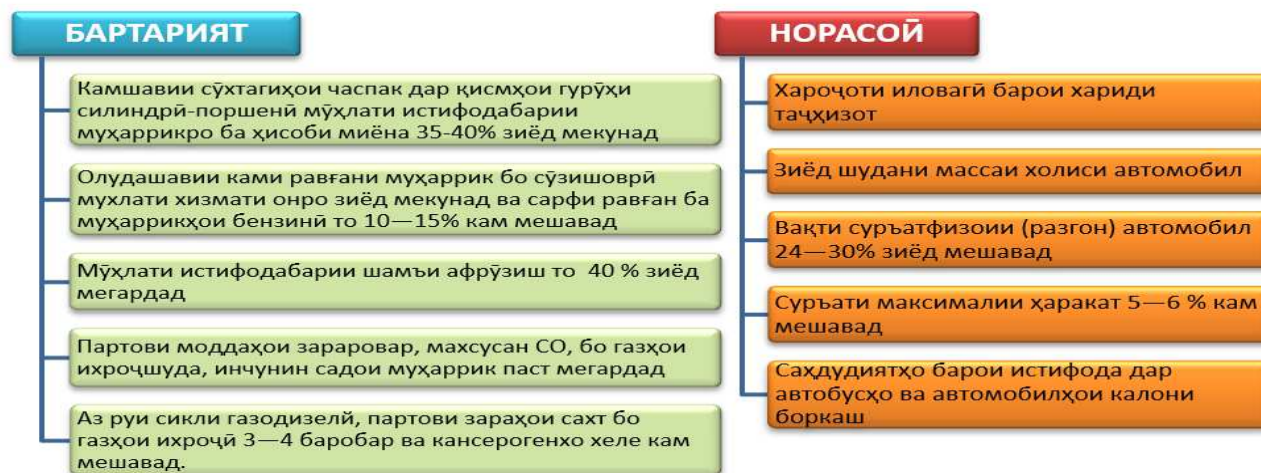 БАРТАРИЯТ
Камшавии сӯхтагиҳои часпак дар қисмҳои гурӯҳи
силиндрӣ-поршенӣ мӯҳлати истифодабарии
муҳаррикро ба ҳисоби миёна 35-40% зиёд мекунад
Олудашавии ками равғани муҳаррик бо сӯзишоврӣ
мухлати хизмати онро зиёд мекунад ва сарфи равған ба
муҳаррикҳои бензинӣ то 10—15% кам мешавад
Мӯҳлати истифодабарии шамъи афрӯзиш то 40 % зиёд
мегардад
Партови моддаҳои зараровар, махсусан СО, бо газҳои
ихроҷшуда, инчунин садои муҳаррик паст мегардад
Аз руи сикли газодизелӣ, партови зараҳои сахт бо
газҳои ихроҷӣ 3—4 баробар ва кансерогенхо хеле кам
мешавад.
НОРАСОӢ
Хароҷоти иловагӣ барои хариди
таҷҳизот
Зиёд шудани массаи холиси автомобил
Вақти суръатфизоии (разгон) автомобил
24—30% зиёд мешавад
Суръати максималии ҳаракат 5—6 % кам
мешавад
Саҳдудиятҳо барои истифода дар
автобусҳо ва автомобилҳои калони
боркаш